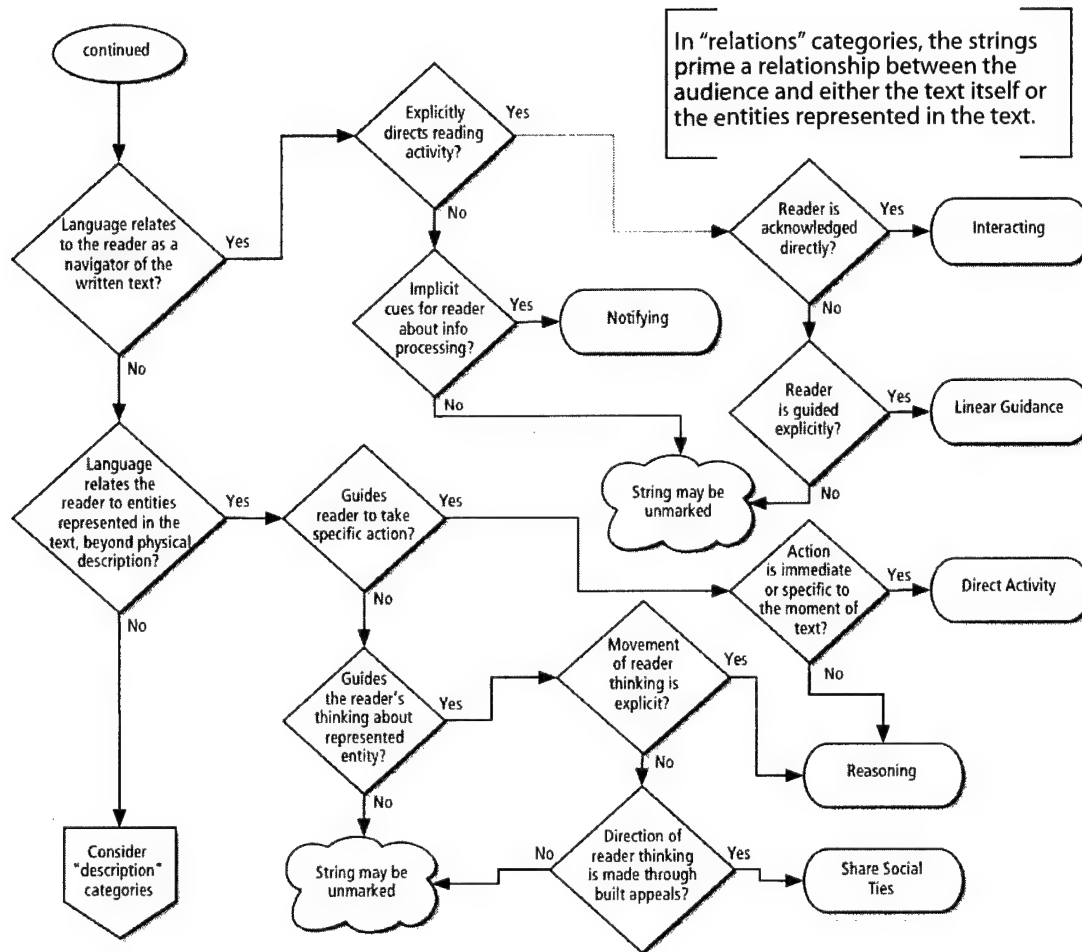 continued
In “relations” categories, the strings
prime a relationship between the
audience and either the text itself or
the entities represented in the text.
Explicitly
directs reading
activity?
Yes
No
Language relates
to the reader as a
navigator of the
written text?
Yes
No
Reader is
acknowledged
directly?
Yes
No
Interacting
Implicit
cues for reader
about info
processing?
Yes
No
Notifying
Reader
is guided
explicitly?
Yes
No
Linear Guidance
String may be
unmarked
Language
relates the
reader to entities
represented in the
text, beyond physical
description?
Yes
No
Guides
reader to take
specific action?
Yes
No
Action
is immediate
or specific to
the moment of
text?
Yes
No
Direct Activity
Guides
the reader’s
thinking about
represented
entity?
Yes
No
Movement
of reader
thinking is
explicit?
Yes
No
Reasoning
Consider
“description”
categories
String may be
unmarked
Direction of
reader thinking
is made through
built appeals?
No
Yes
Share Social
Ties